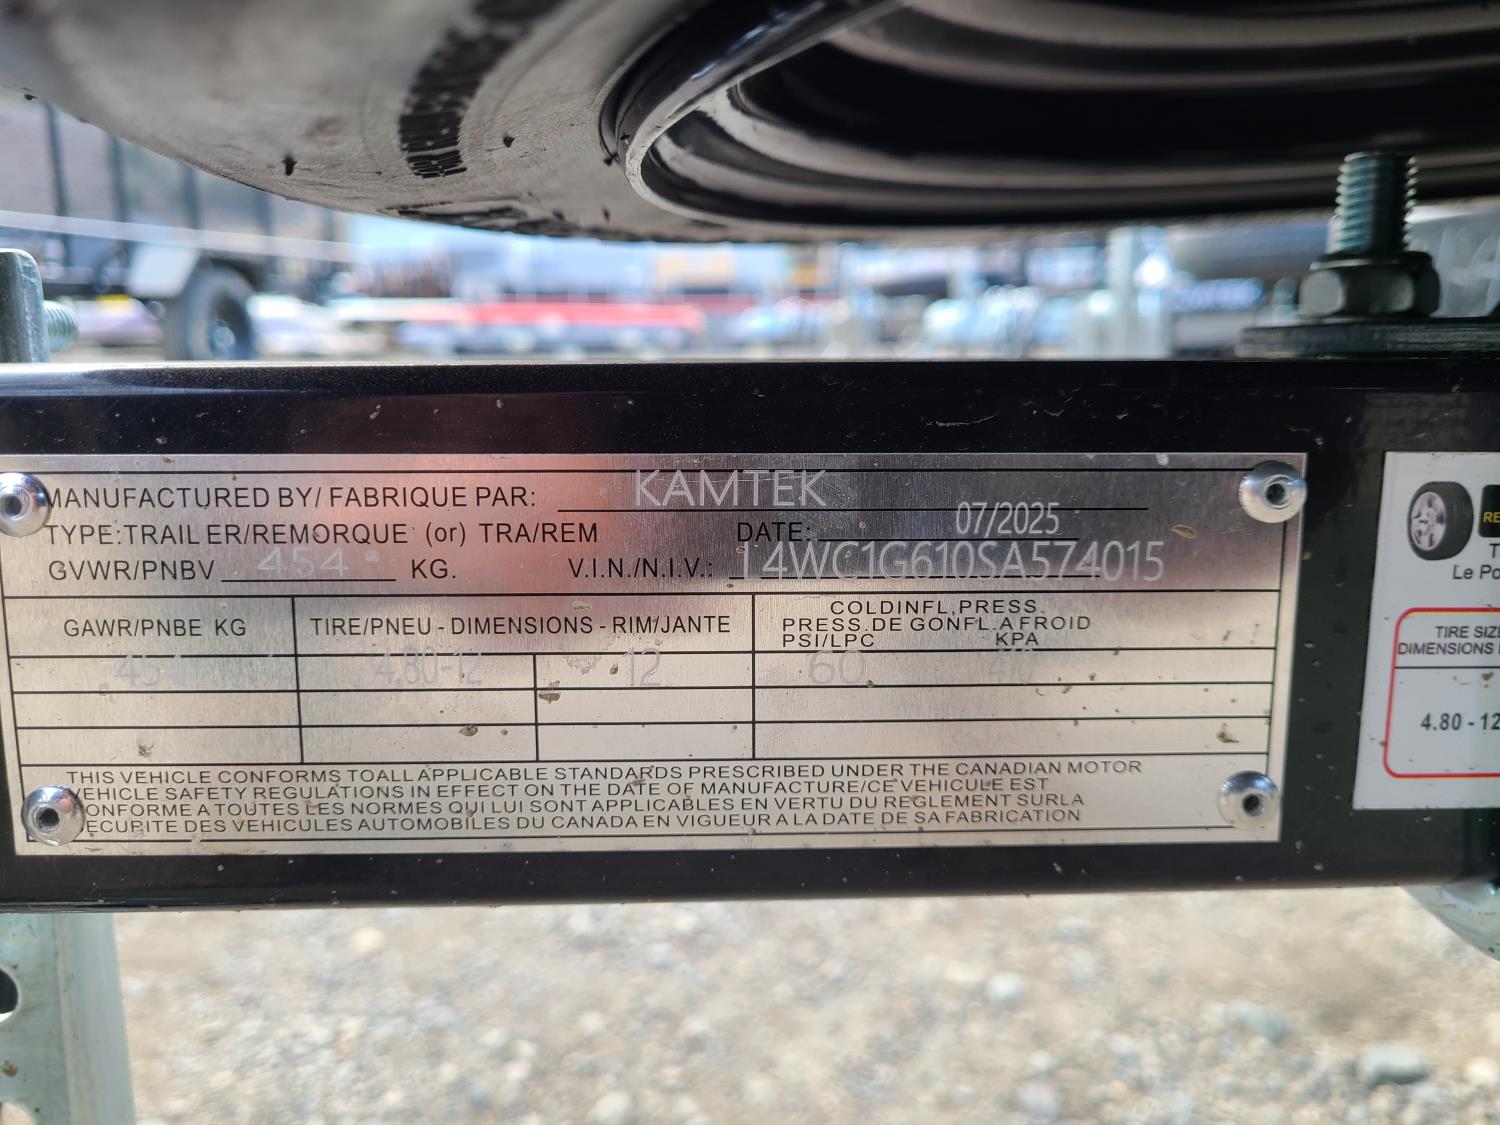 MANUFACTURED BY/ FABRIQUE PAR: KAMTEK
TYPE:TRAILER/REMORQUE (or) TRA/REM DATE: 07/2025
GVWR/PNBV 454 KG. V.I.N./N.I.V.: L4WC1G610SA574015
GAWR/PNBE KG TIRE/PNEU - DIMENSIONS - RIM/JANTE COLDINFL,PRESS.
PRESS.DE GONFL.A FROID
PSI/LPC KPA
454 4.80-12 12 60
THIS VEHICLE CONFORMS TOALL APPLICABLE STANDARDS PRESCRIBED UNDER THE CANADIAN MOTOR
VEHICLE SAFETY REGULATIONS IN EFFECT ON THE DATE OF MANUFACTURE/CE VEHICULE EST
CONFORME A TOUTES LES NORMES QUI LUI SONT APPLICABLES EN VERTU DU REGLEMENT SURLA
SECURITE DES VEHICULES AUTOMOBILES DU CANADA EN VIGUEUR A LA DATE DE SA FABRICATION
Le
TIRE SIZE
DIMENSIONS
4.80 - 12